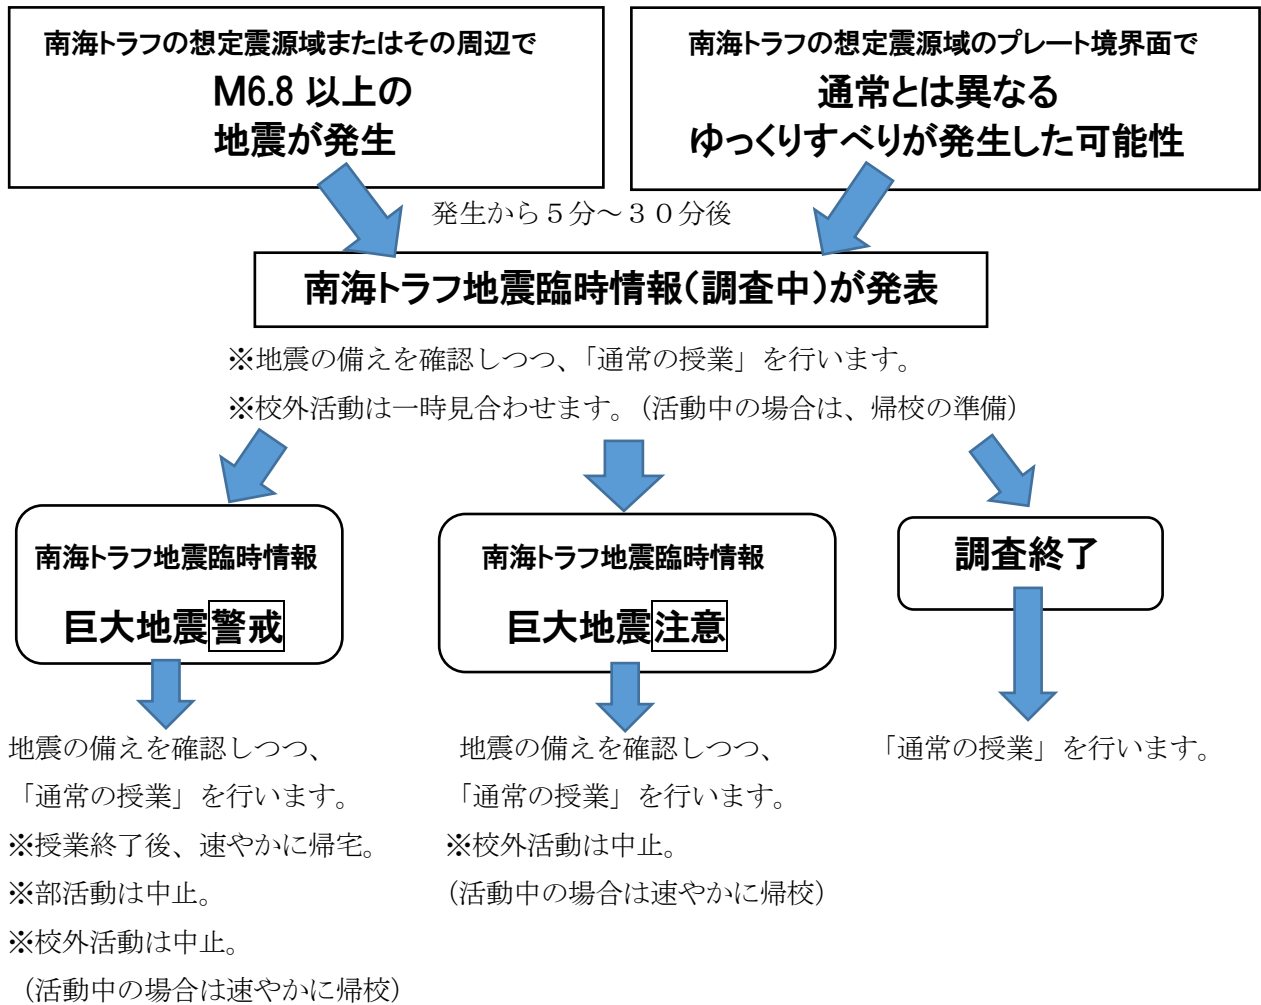 南海トラフの想定震源域またはその周辺で
M6.8 以上の
地震が発生
南海トラフの想定震源域のプレート境界面で
通常とは異なる
ゆっくりすべりが発生した可能性
発生から５分～３０分後
南海トラフ地震臨時情報(調査中)が発表
※地震の備えを確認しつつ、「通常の授業」を行います。
※校外活動は一時見合わせます。(活動中の場合は、帰校の準備)
南海トラフ地震臨時情報
巨大地震警戒
地震の備えを確認しつつ、
「通常の授業」を行います。
※授業終了後、速やかに帰宅。
※部活動は中止。
※校外活動は中止。
(活動中の場合は速やかに帰校)
南海トラフ地震臨時情報
巨大地震注意
地震の備えを確認しつつ、
「通常の授業」を行います。
※校外活動は中止。
(活動中の場合は速やかに帰校)
調査終了
「通常の授業」を行います。